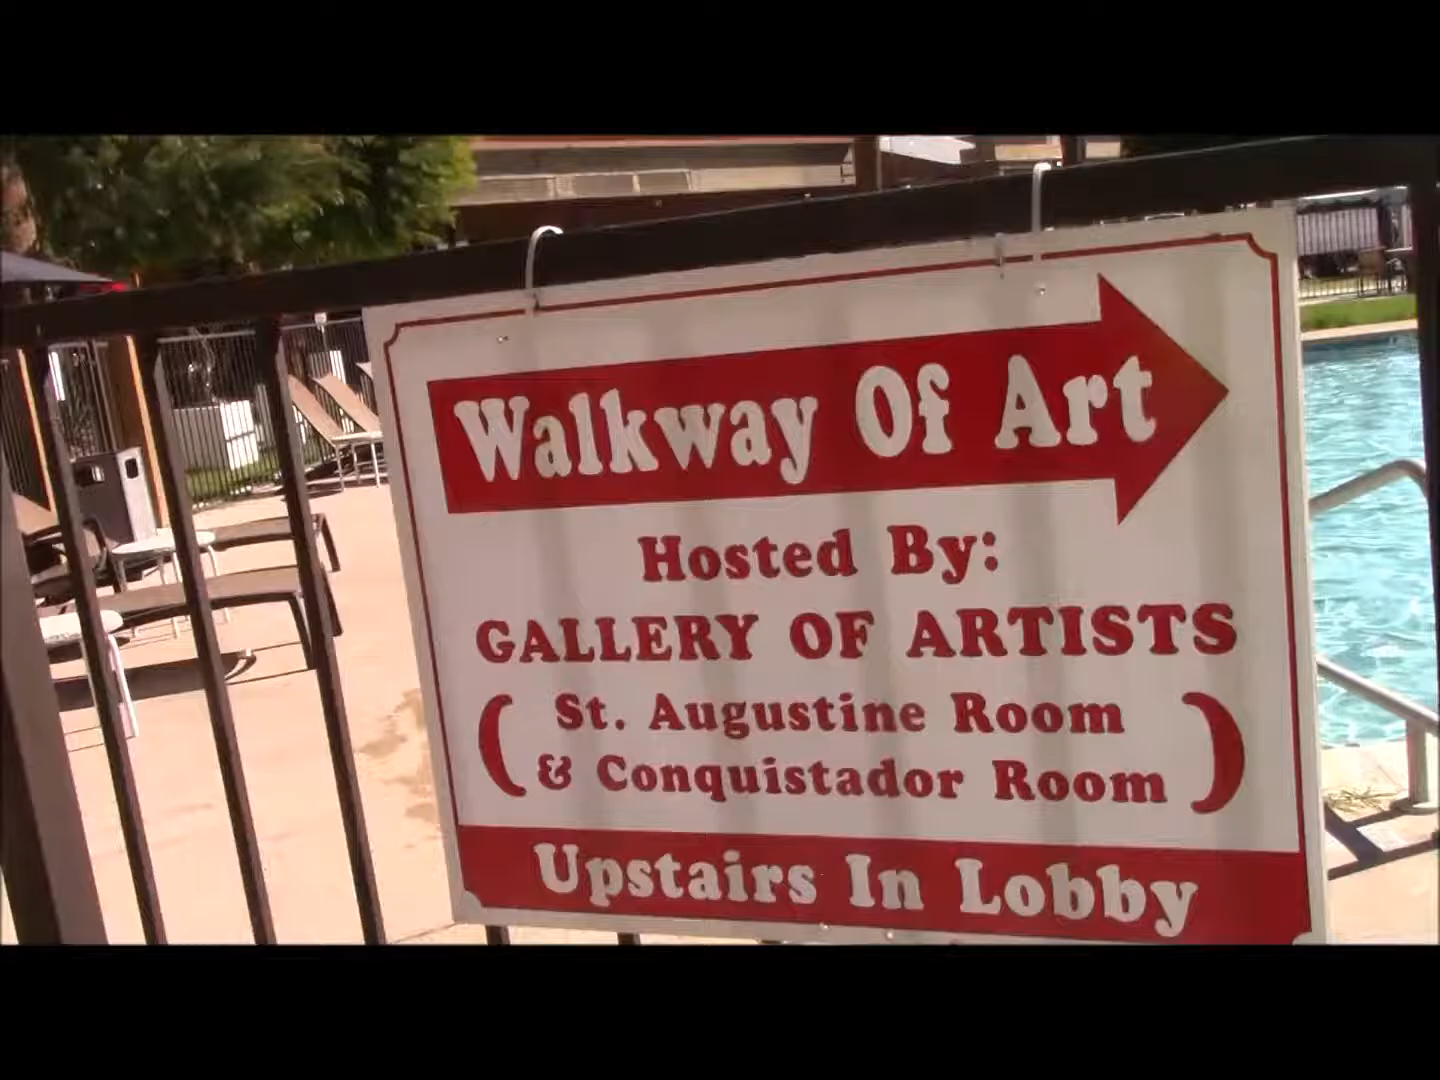 Walkway Of Art
Hosted By:
GALLERY OF ARTISTS
( St. Augustine Room
& Conquistador Room )
Upstairs In Lobby